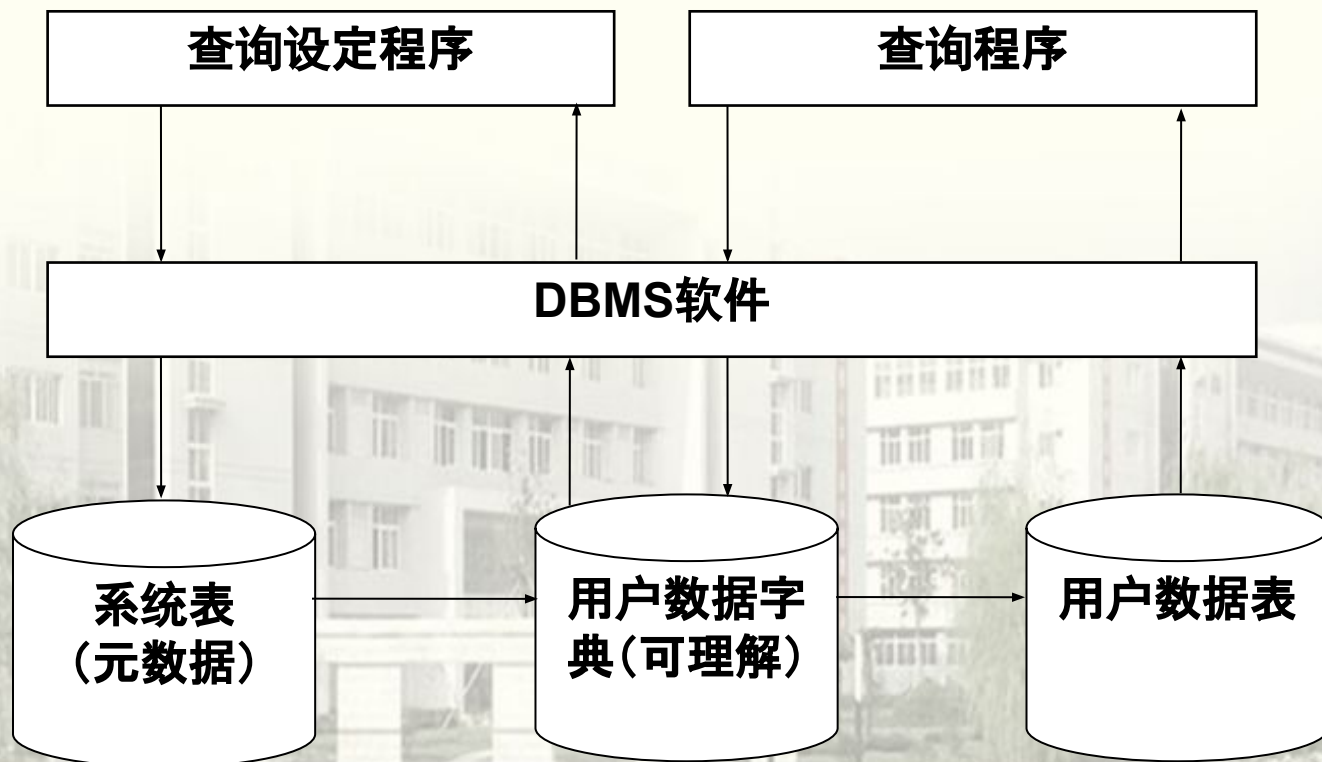 查询设定程序
查询程序
DBMS软件
系统表
（元数据）
用户数据字
典（可理解）
用户数据表